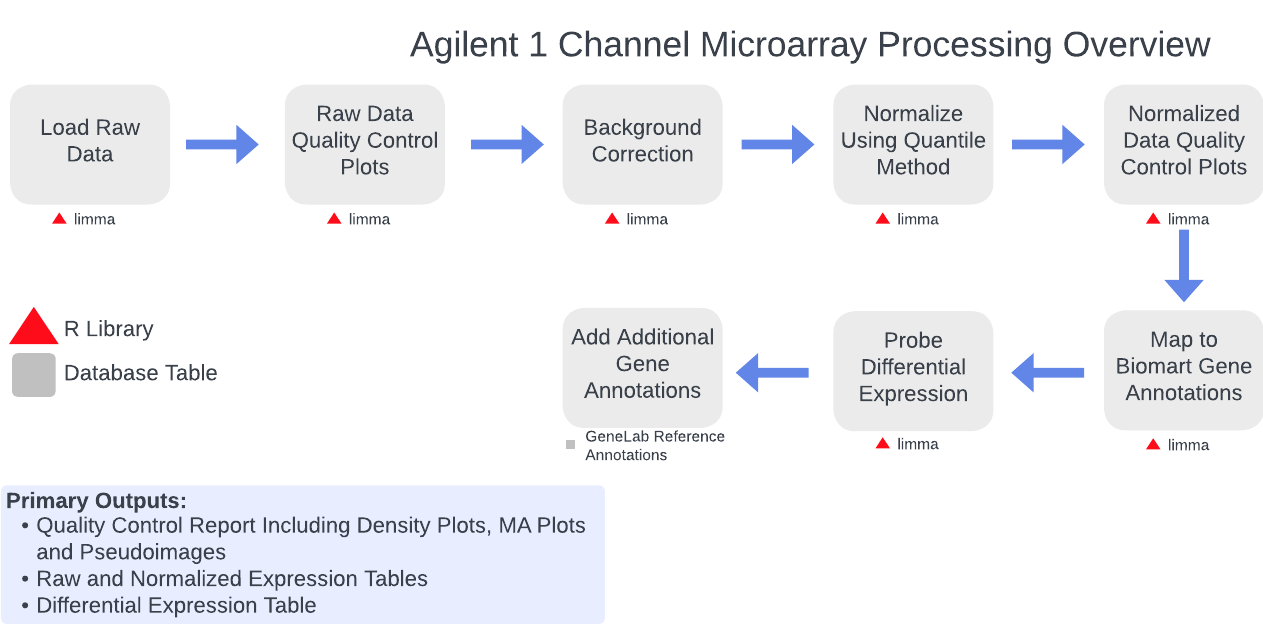 Agilent 1 Channel Microarray Processing Overview
Load Raw
Data
limma
Raw Data
Quality Control
Plots
limma
Background
Correction
limma
Normalize
Using Quantile
Method
limma
Normalized
Data Quality
Control Plots
limma
Map to
Biomart Gene
Annotations
limma
Probe
Differential
Expression
limma
Add Additional
Gene
Annotations
GeneLab Reference
Annotations
R Library
Database Table
Primary Outputs:
• Quality Control Report Including Density Plots, MA Plots
and Pseudoimages
• Raw and Normalized Expression Tables
• Differential Expression Table